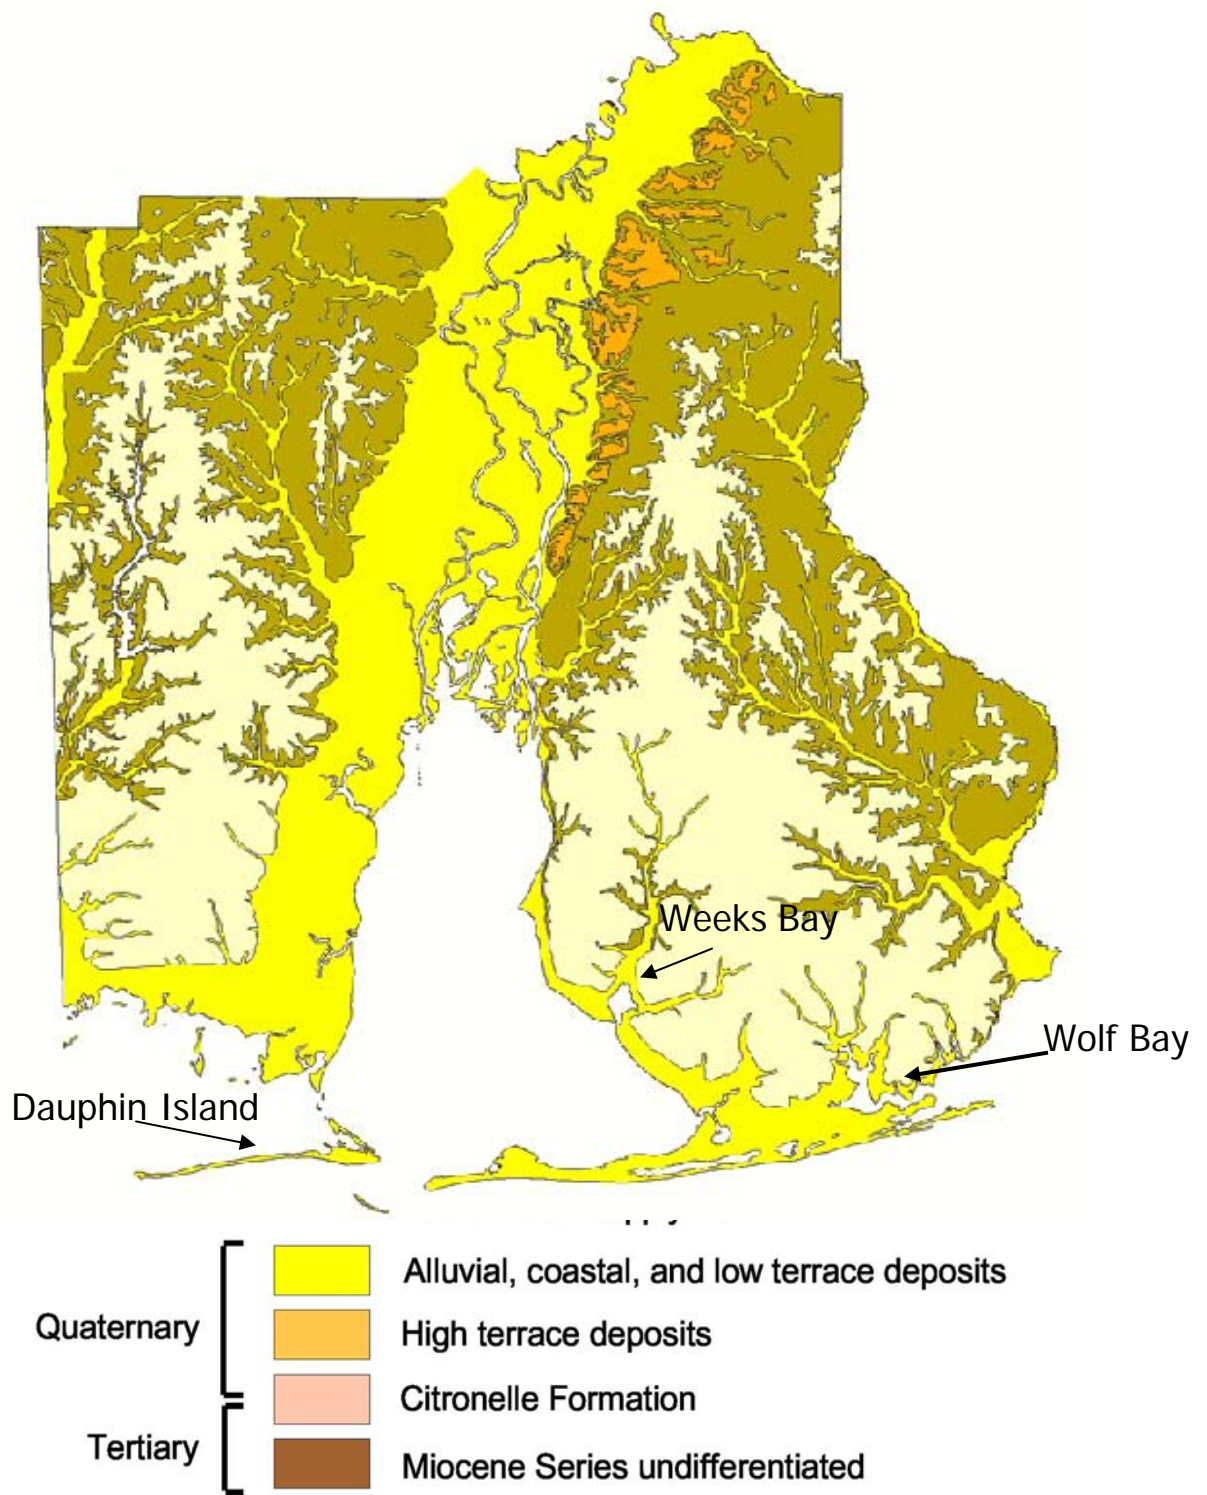 Weeks Bay
Wolf Bay
Dauphin Island
Quaternary
Alluvial, coastal, and low terrace deposits
High terrace deposits
Citronelle Formation
Tertiary
Miocene Series undifferentiated